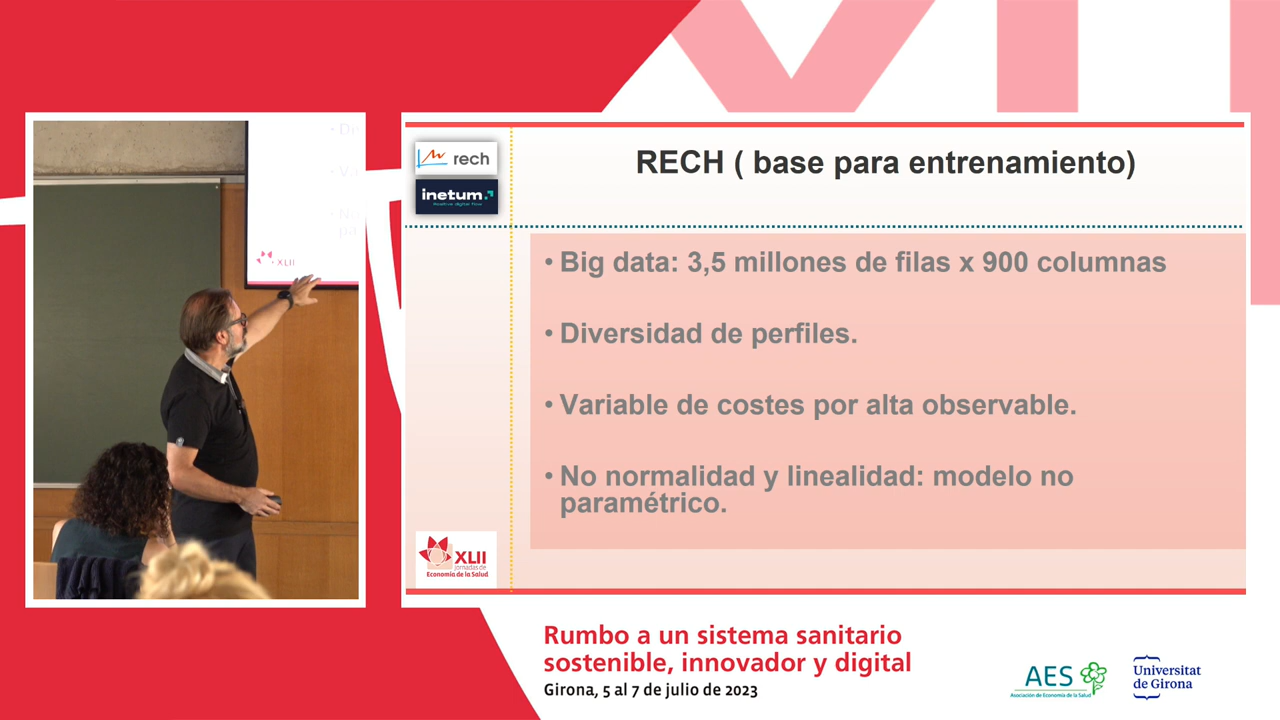 rech
inetum.
RECH ( base para entrenamiento)
• Big data: 3,5 millones de filas x 900 columnas
• Diversidad de perfiles.
• Variable de costes por alta observable.
• No normalidad y linealidad: modelo no
paramétrico.
XLII
XLII
jornadas de
Economía de la Salud
Rumbo a un sistema sanitario
sostenible, innovador y digital
Girona, 5 al 7 de julio de 2023
AES
Asociación de Economía de la Salud
Universitat
de Girona